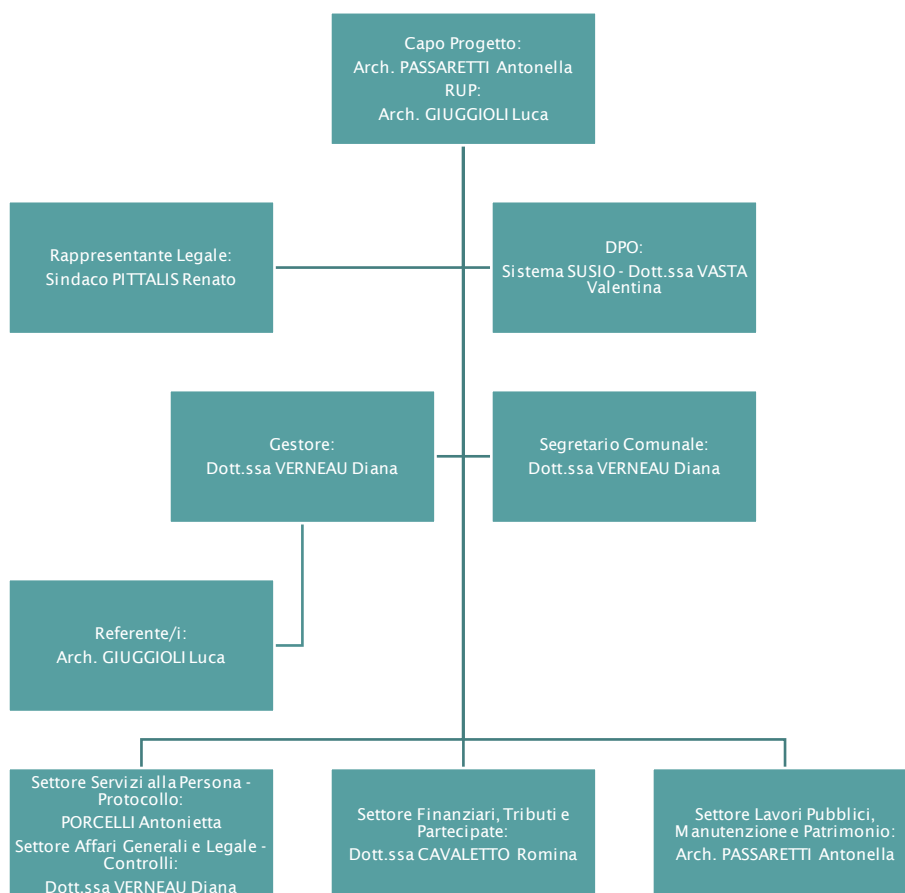 Capo Progetto:
Arch. PASSARETTI Antonella
RUP:
Arch. GIUGGIOLI Luca
Rappresentante Legale:
Sindaco PITTALIS Renato
DPO:
Sistema SUSIO - Dott.ssa VASTA
Valentina
Gestore:
Dott.ssa VERNEAU Diana
Segretario Comunale:
Dott.ssa VERNEAU Diana
Referente/i:
Arch. GIUGGIOLI Luca
Settore Servizi alla Persona -
Protocollo:
PORCELLI Antonietta
Settore Affari Generali e Legale -
Controlli:
Dott.ssa VERNEAU Diana
Settore Finanziari, Tributi e
Partecipate:
Dott.ssa CAVALETTO Romina
Settore Lavori Pubblici,
Manutenzione e Patrimonio:
Arch. PASSARETTI Antonella